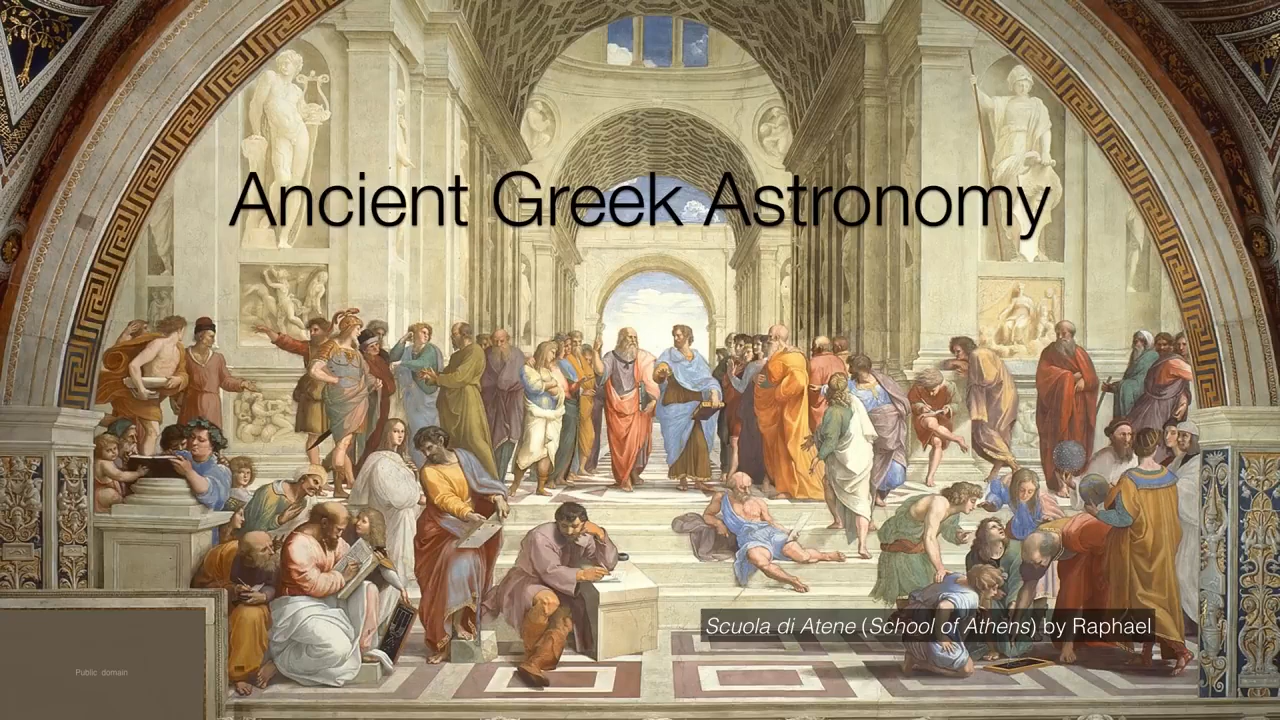 Ancient Greek Astronomy
Scuola di Atene (School of Athens) by Raphael
Public domain